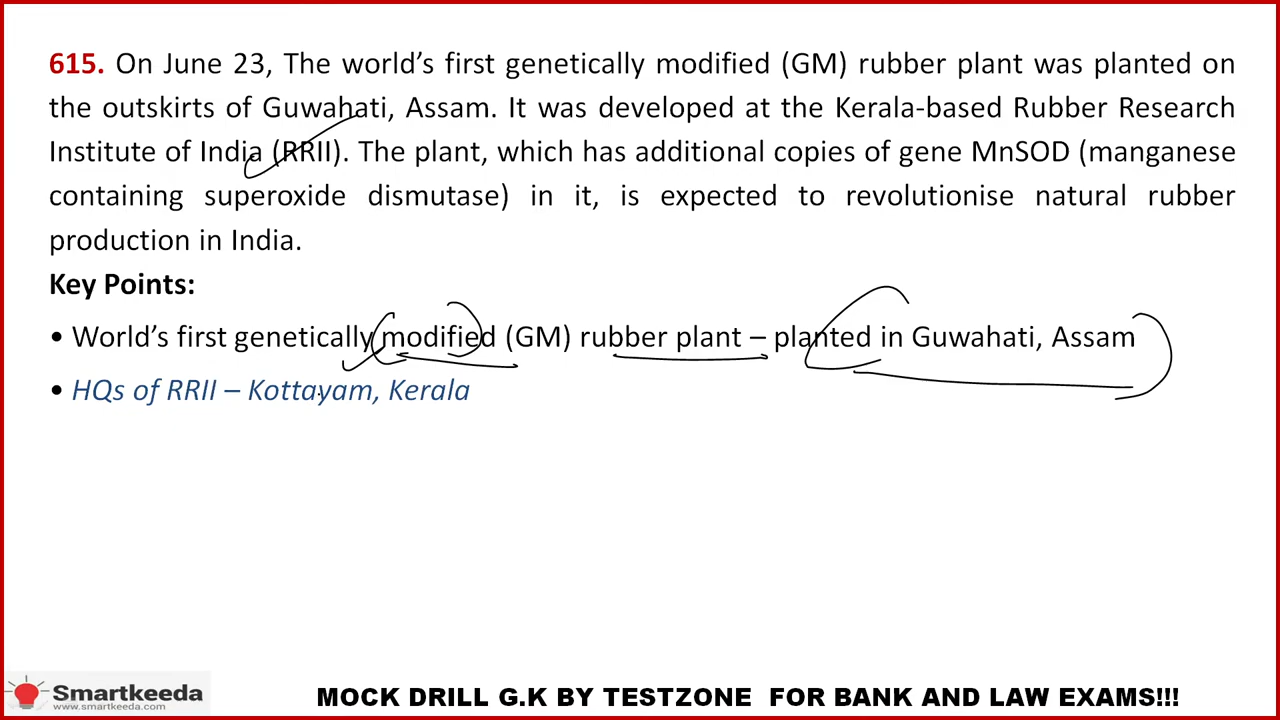 615. On June 23, The world’s first genetically modified (GM) rubber plant was planted on
the outskirts of Guwahati, Assam. It was developed at the Kerala-based Rubber Research
Institute of India (RRII). The plant, which has additional copies of gene MnSOD (manganese
containing superoxide dismutase) in it, is expected to revolutionise natural rubber
production in India.
Key Points:
• World’s first genetically modified (GM) rubber plant – planted in Guwahati, Assam
• HQs of RRII – Kottayam, Kerala
Smartkeeda
www.smartkeeda.com
MOCK DRILL G.K BY TESTZONE FOR BANK AND LAW EXAMS!!!